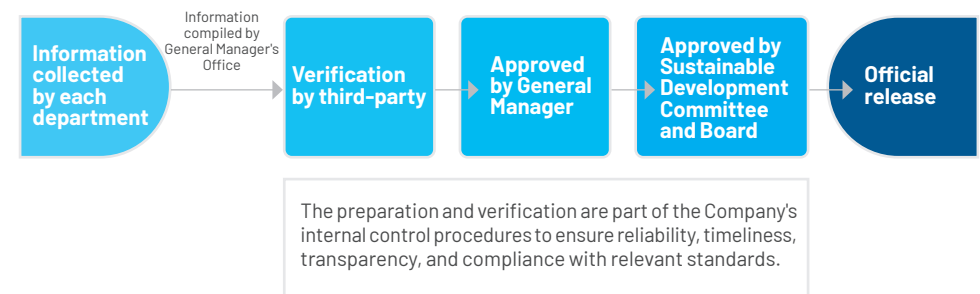 Information
collected
by each
department
Information
compiled by
General Manager's
Office
Verification
by third-party
Approved
by General
Manager
Approved by
Sustainable
Development
Committee
and Board
Official
release
The preparation and verification are part of the Company's
internal control procedures to ensure reliability, timeliness,
transparency, and compliance with relevant standards.